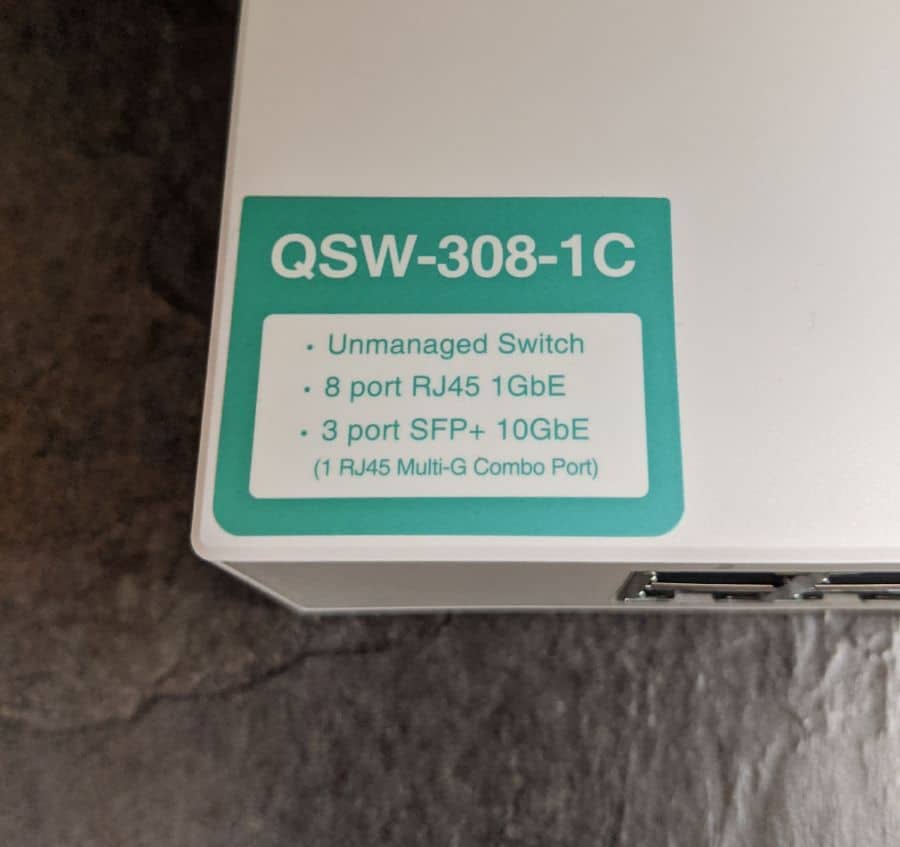 QSW-308-1C
• Unmanaged Switch
• 8 port RJ45 1GbE
• 3 port SFP+ 10GbE
(1 RJ45 Multi-G Combo Port)